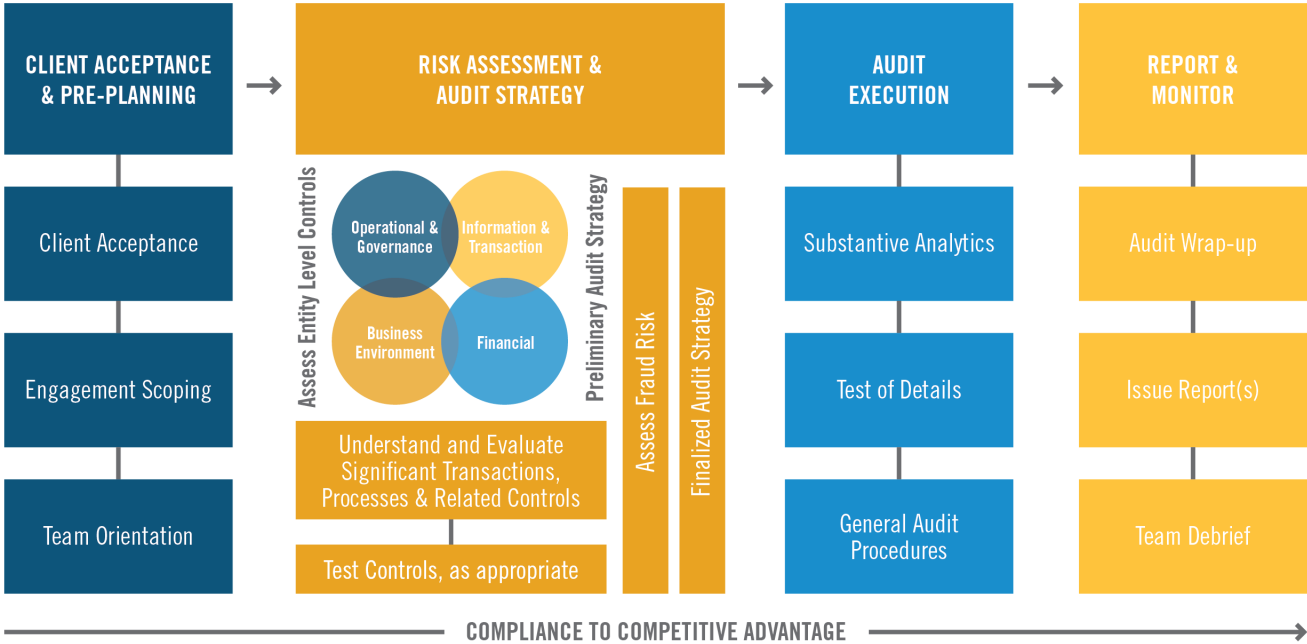 CLIENT ACCEPTANCE
& PRE-PLANNING
Client Acceptance
Engagement Scoping
Team Orientation
RISK ASSESSMENT &
AUDIT STRATEGY
Assess Entity Level Controls
Operational &
Governance
Information &
Transaction
Business
Environment
Financial
Preliminary Audit Strategy
Understand and Evaluate
Significant Transactions,
Processes & Related Controls
Test Controls, as appropriate
Assess Fraud Risk
Finalized Audit Strategy
AUDIT
EXECUTION
Substantive Analytics
Test of Details
General Audit
Procedures
REPORT &
MONITOR
Audit Wrap-up
Issue Report(s)
Team Debrief
COMPLIANCE TO COMPETITIVE ADVANTAGE